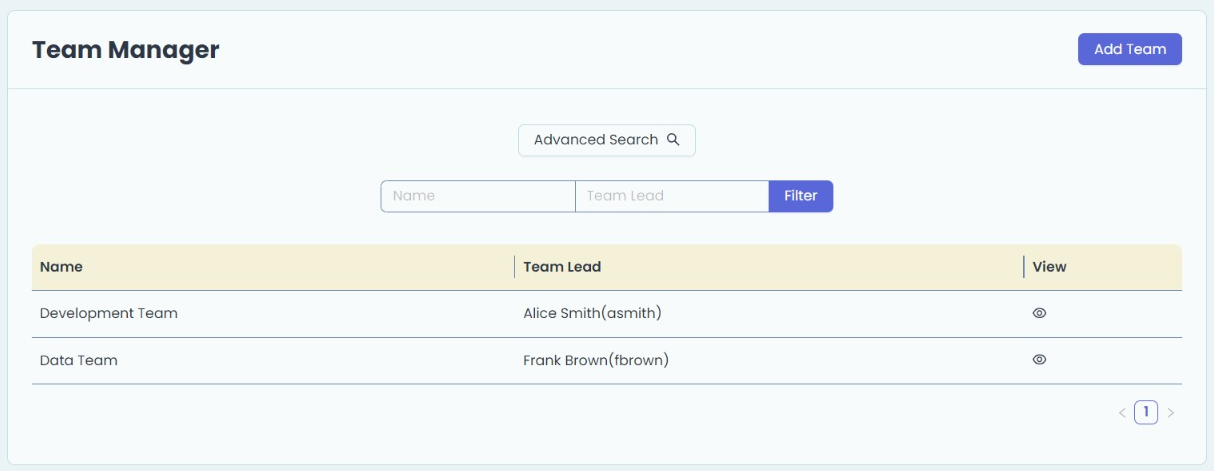 Team Manager
Add Team
Advanced Search
Name Team Lead Filter
Name Team Lead View
Development Team Alice Smith(asmith)
Data Team Frank Brown(fbrown)
< 1 >